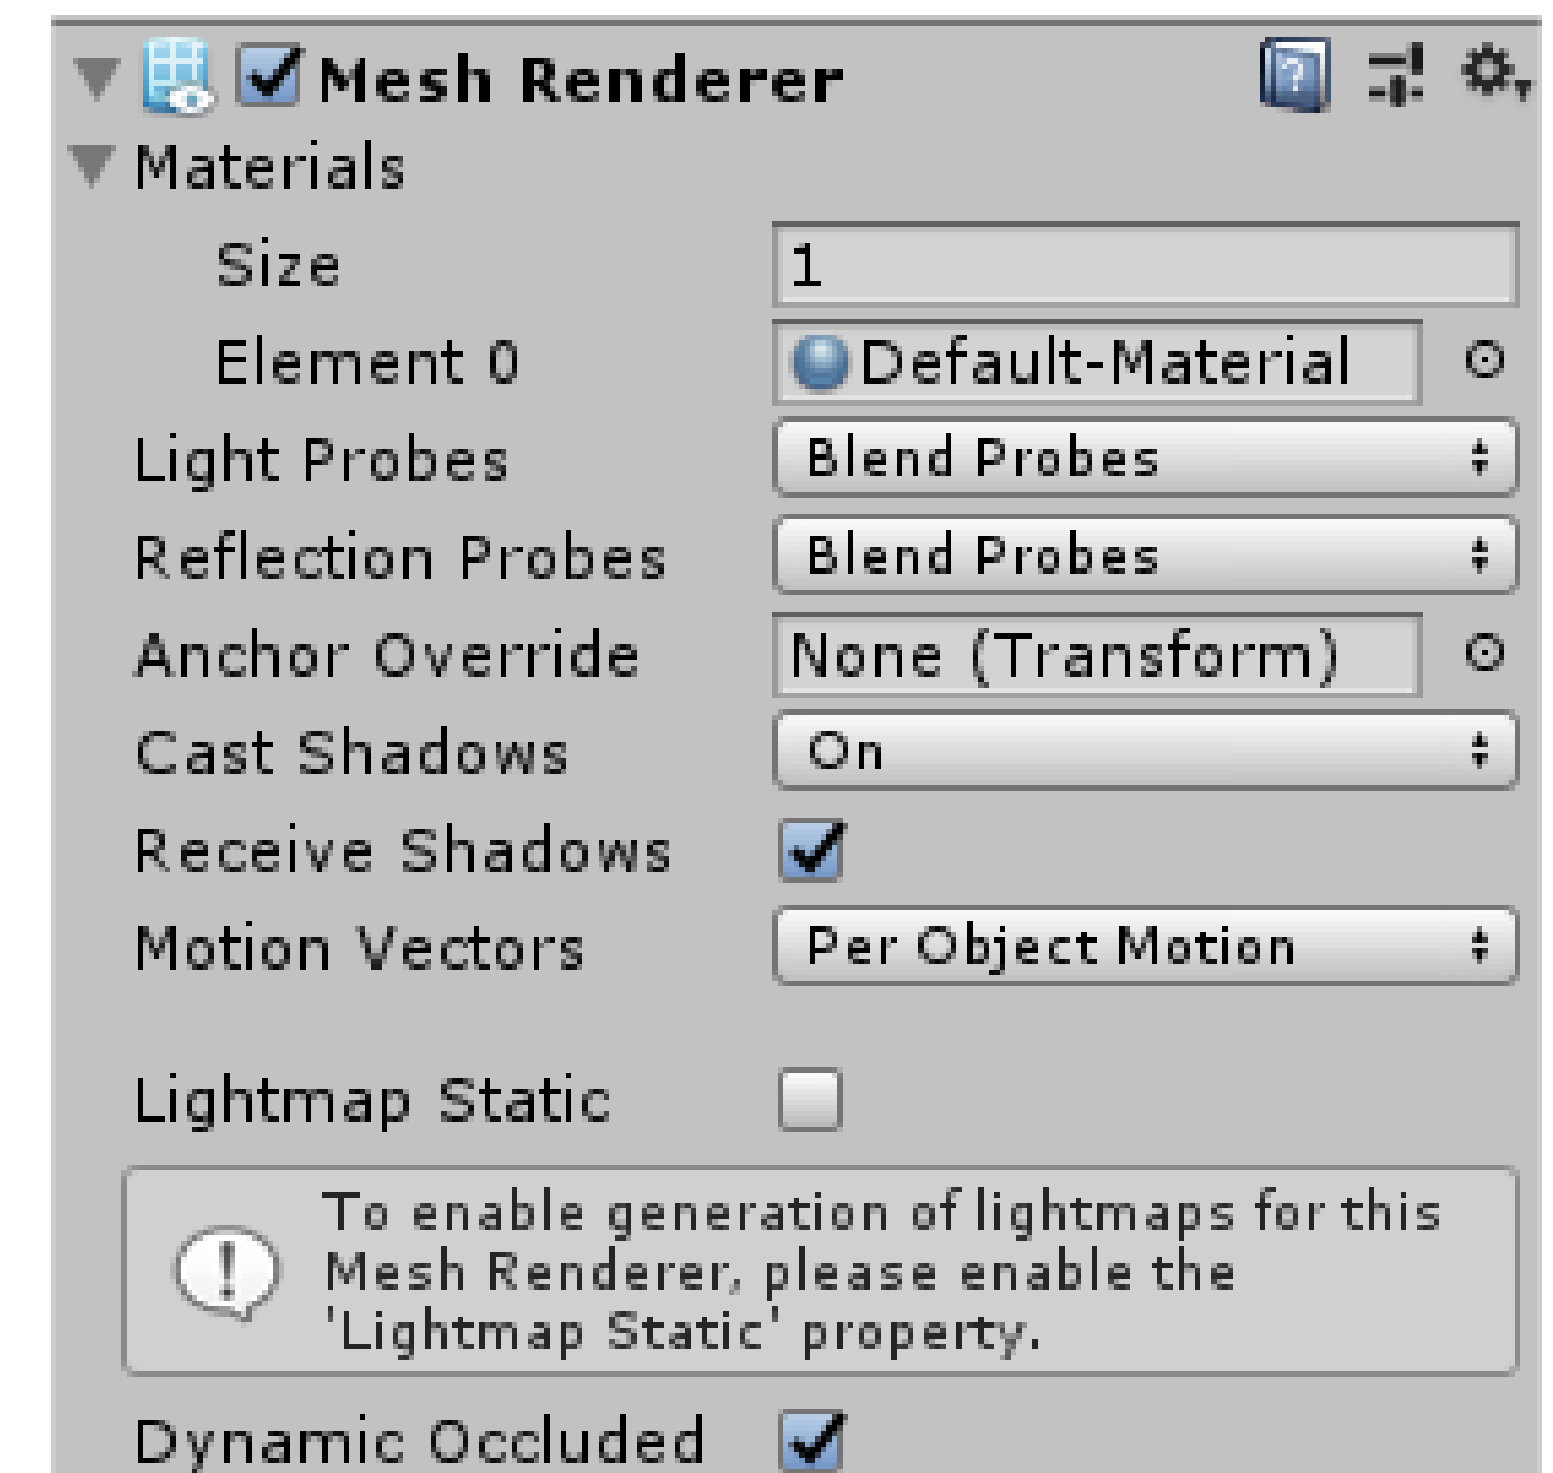 Mesh Renderer
Materials
Size 1
Element 0 Default-Material
Light Probes Blend Probes
Reflection Probes Blend Probes
Anchor Override None (Transform)
Cast Shadows On
Receive Shadows
Motion Vectors Per Object Motion
Lightmap Static
To enable generation of lightmaps for this
Mesh Renderer, please enable the
'Lightmap Static' property.
Dynamic Occluded